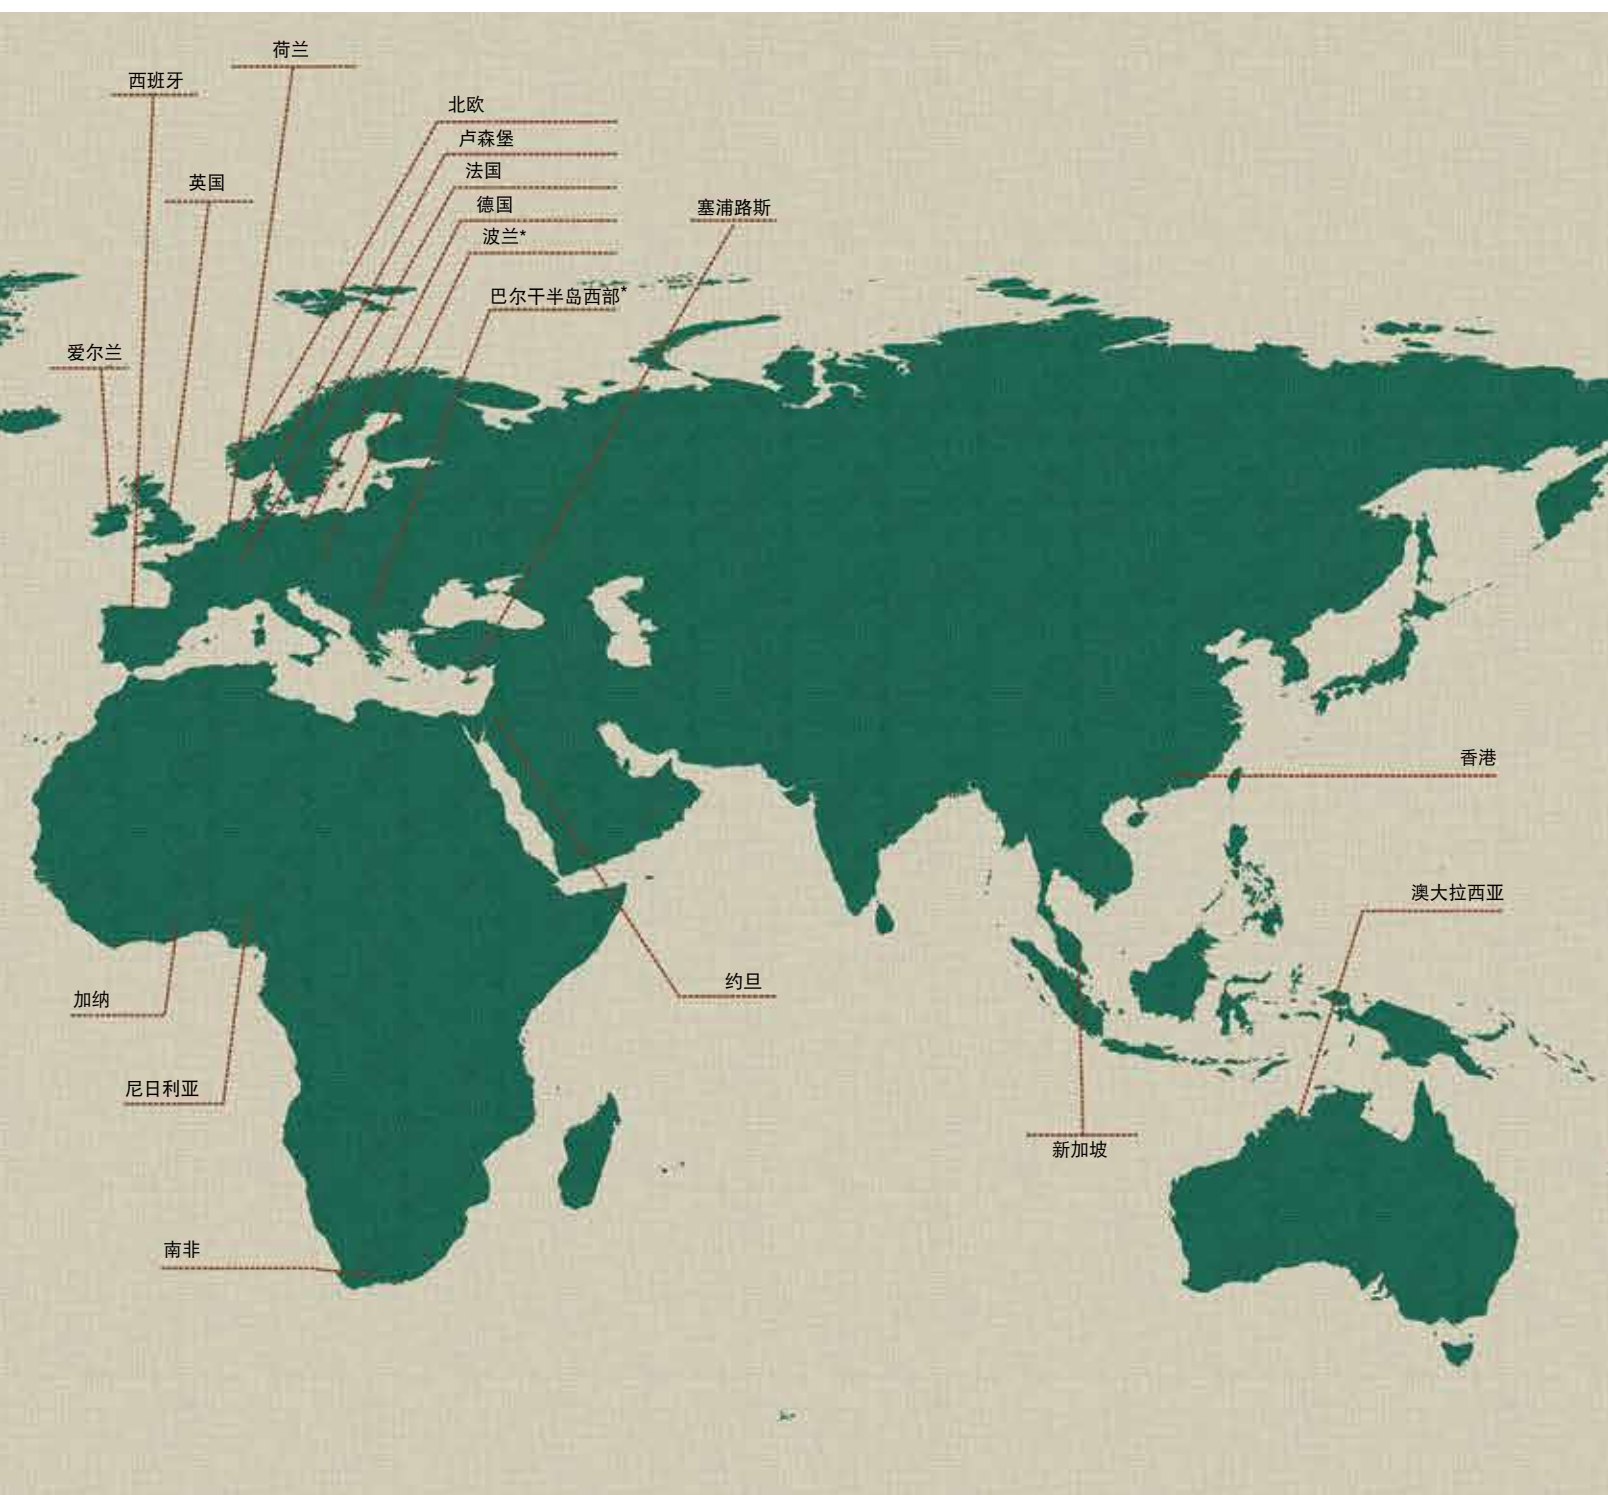 荷兰
西班牙
北欧
卢森堡
法国
英国
德国
塞浦路斯
波兰*
巴尔干半岛西部*
爱尔兰
香港
澳大拉西亚
约旦
加纳
尼日利亚
新加坡
南非